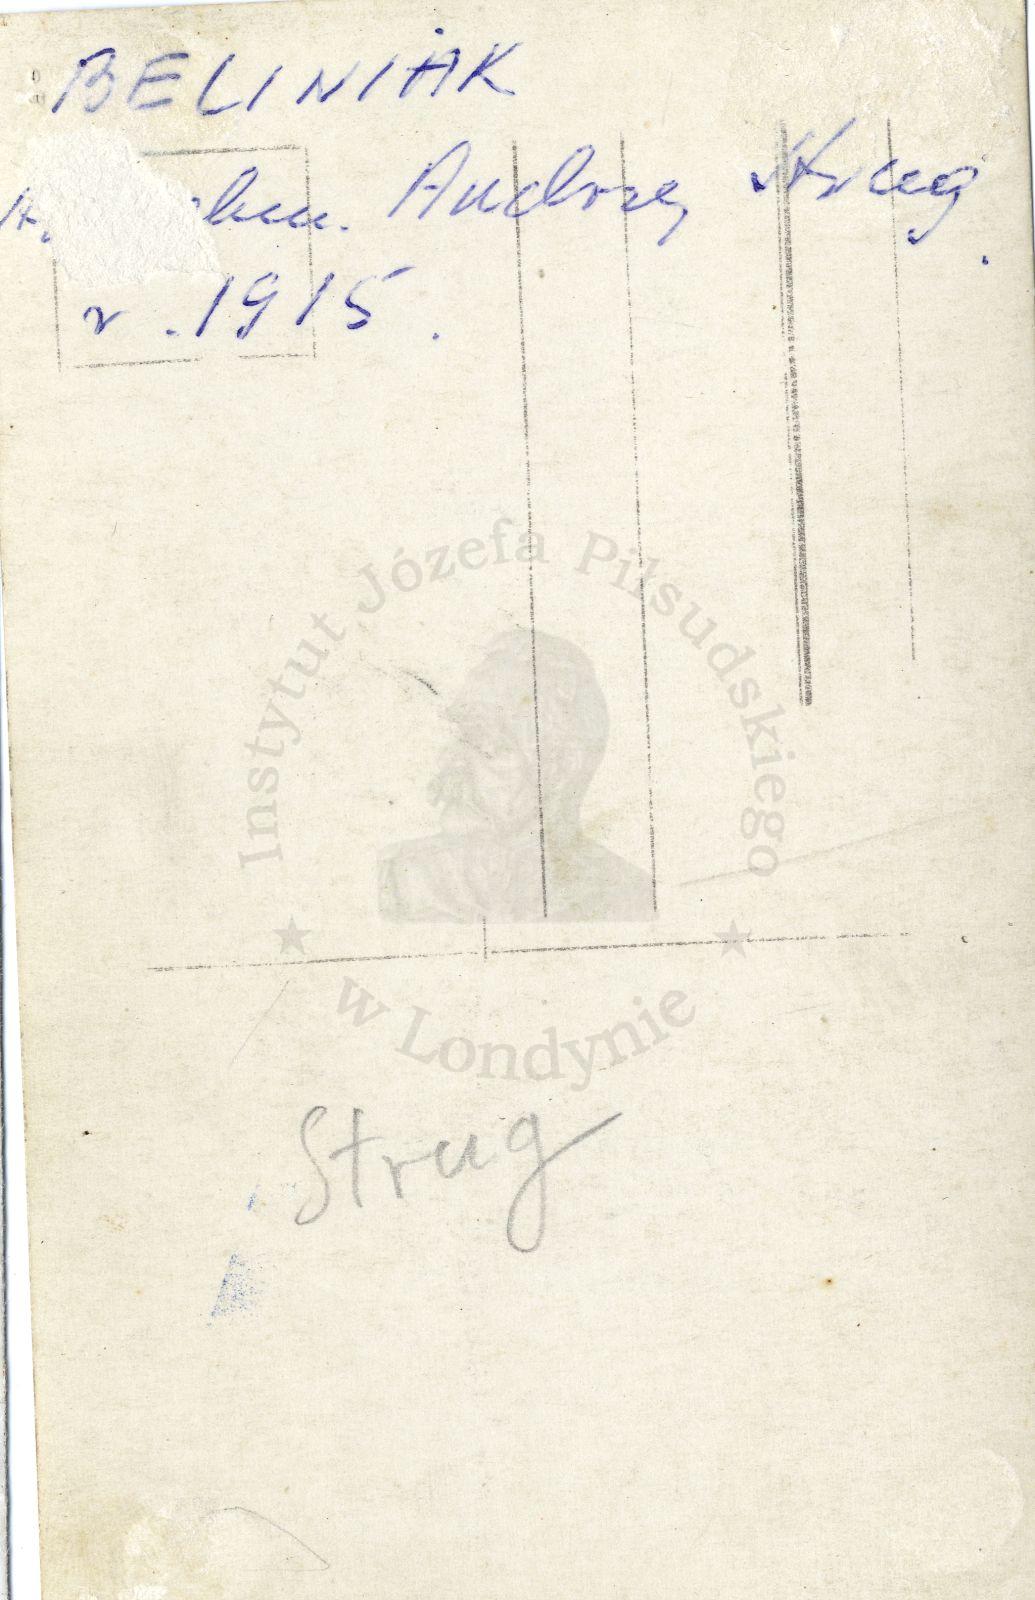 BELINIAK
Andrzej Strug.
r. 1915.
Instytut Józefa Piłsudskiego
w Londynie
Strug